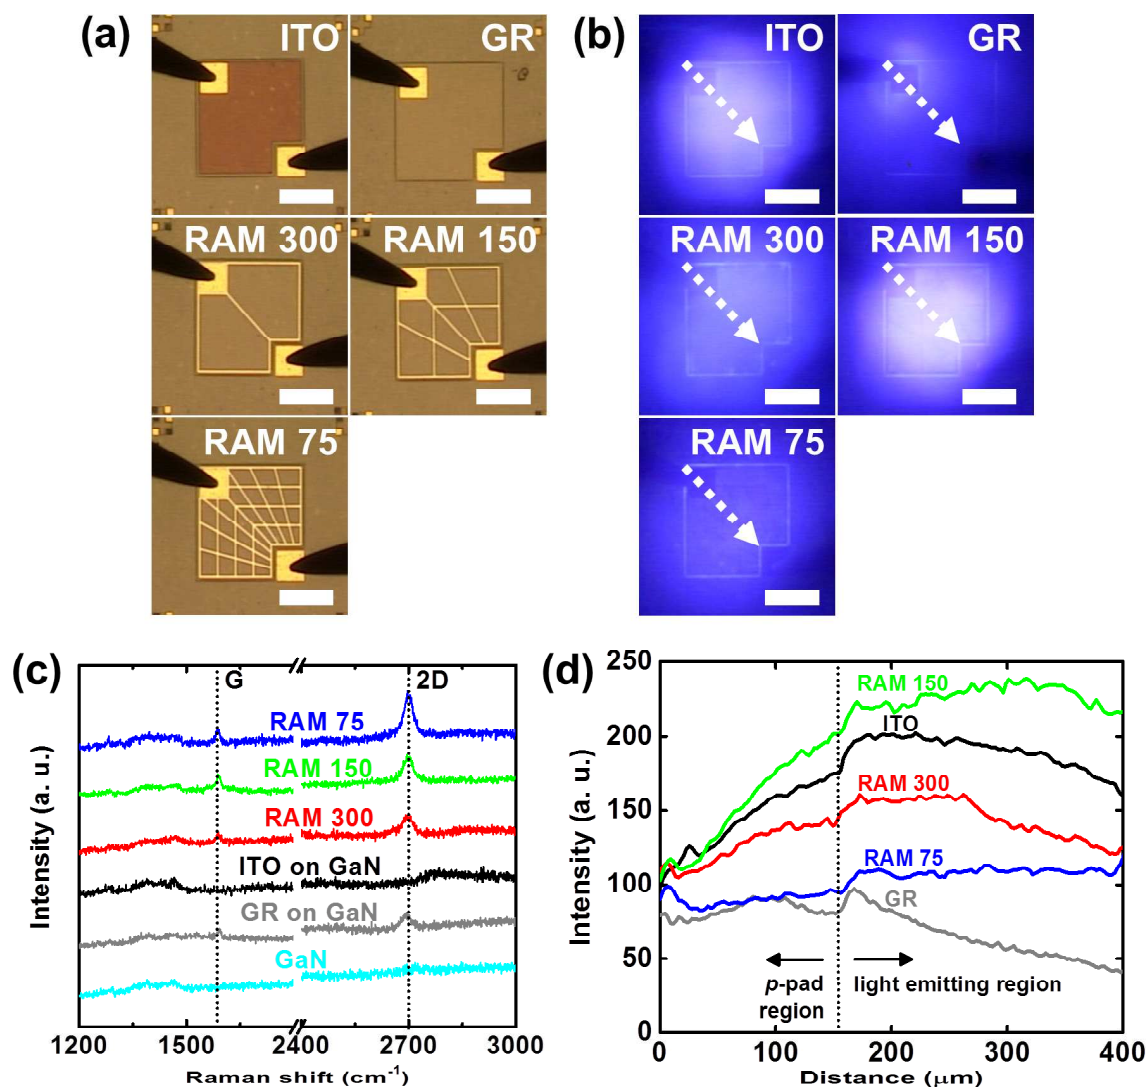 (a)
ITO
GR
RAM 300
RAM 150
RAM 75
(b)
ITO
GR
RAM 300
RAM 150
RAM 75
(c)
G
2D
RAM 75
RAM 150
RAM 300
ITO on GaN
GR on GaN
GaN
Intensity (a. u.)
1200
1500
2400
2700
3000
Raman shift (cm⁻¹)
(d)
250
200
150
100
50
0
Intensity (a. u.)
RAM 150
ITO
RAM 300
RAM 75
GR
p-pad
region
light emitting region
0
100
200
300
400
Distance (μm)